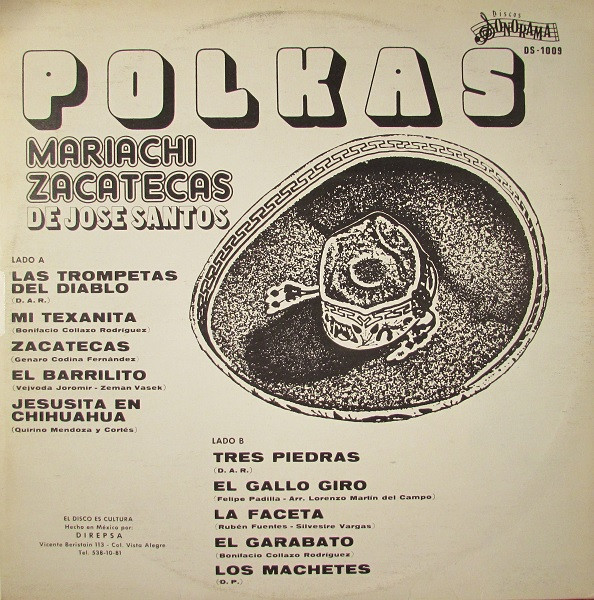 Discos
SONORAMA
DS-1009
POLKAS
MARIACHI
ZACATECAS
DE JOSE SANTOS
LADO A
LAS TROMPETAS
DEL DIABLO
(D. A. R.)
MI TEXANITA
(Bonifacio Collazo Rodríguez)
ZACATECAS
(Genaro Codina Fernández)
EL BARRILITO
(Vejvoda Joromir - Zeman Vasek)
JESUSITA EN
CHIHUAHUA
(Quirino Mendoza y Cortés)
LADO B
TRES PIEDRAS
(D. A. R.)
EL GALLO GIRO
(Felipe Padilla - Arr. Lorenzo Martín del Campo)
LA FACETA
(Rubén Fuentes - Silvestre Vargas)
EL GARABATO
(Bonifacio Collazo Rodríguez)
LOS MACHETES
(D. P.)
EL DISCO ES CULTURA
Hecho en México por:
DIREPSA
Vicente Beristain 113 - Col. Vista Alegre
Tel. 538-10-81